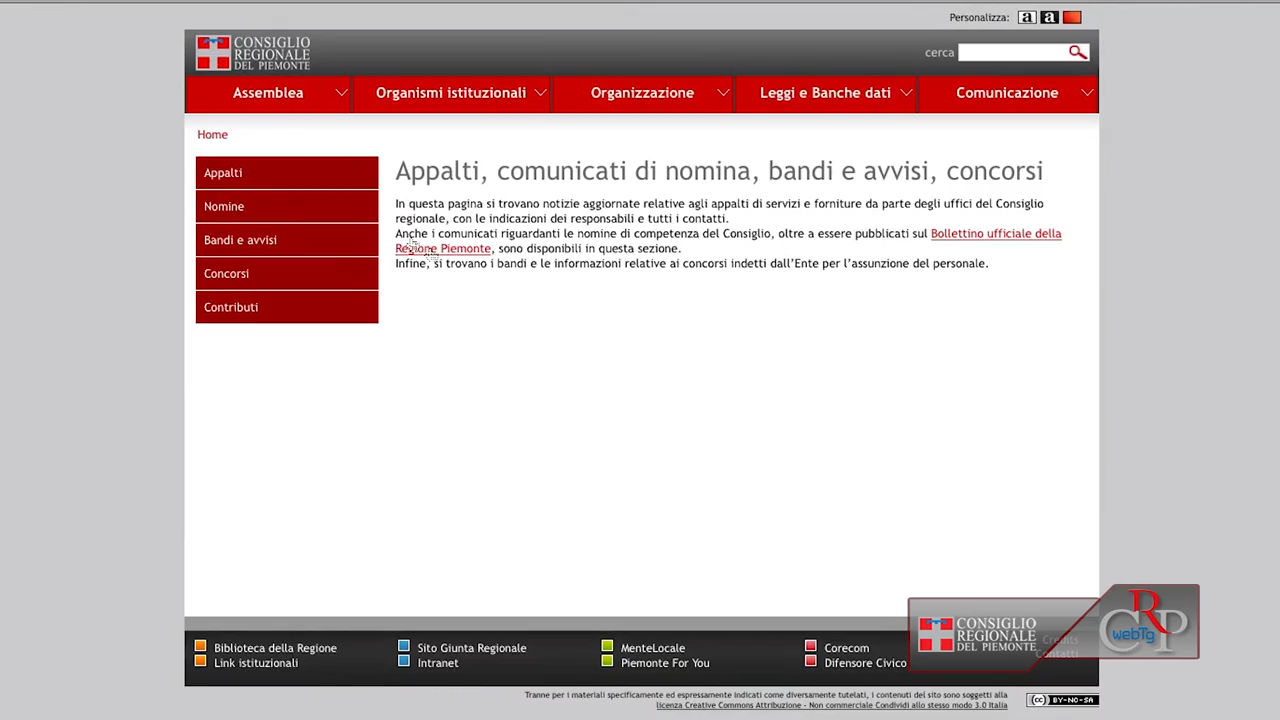 Personalizza: a a
CONSIGLIO
REGIONALE
DEL PIEMONTE
cerca
Assemblea
Organismi istituzionali
Organizzazione
Leggi e Banche dati
Comunicazione
Home
Appalti
Nomine
Bandi e avvisi
Concorsi
Contributi
Appalti, comunicati di nomina, bandi e avvisi, concorsi
In questa pagina si trovano notizie aggiornate relative agli appalti di servizi e forniture da parte degli uffici del Consiglio
regionale, con le indicazioni dei responsabili e tutti i contatti.
Anche i comunicati riguardanti le nomine di competenza del Consiglio, oltre a essere pubblicati sul Bollettino ufficiale della
Regione Piemonte, sono disponibili in questa sezione.
Infine, si trovano i bandi e le informazioni relative ai concorsi indetti dall'Ente per l'assunzione del personale.
Biblioteca della Regione
Link istituzionali
Sito Giunta Regionale
Intranet
MenteLocale
Piemonte For You
Corecom
Difensore Civico
Credits
Contatti
CONSIGLIO
REGIONALE
DEL PIEMONTE
CRP
webTg
Tranne per i materiali specificamente ed espressamente indicati come diversamente tutelati, i contenuti del sito sono soggetti alla
licenza Creative Commons Attribuzione - Non commerciale Condividi allo stesso modo 3.0 Italia
(cc) BY-NO-SA